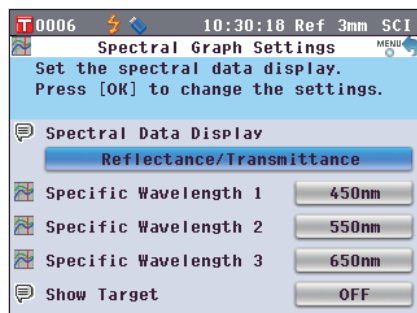 T 0006 10:30:18 Ref 3mm SCI
Spectral Graph Settings MENU
Set the spectral data display.
Press [OK] to change the settings.
Spectral Data Display
Reflectance/Transmittance
Specific Wavelength 1 450nm
Specific Wavelength 2 550nm
Specific Wavelength 3 650nm
Show Target OFF